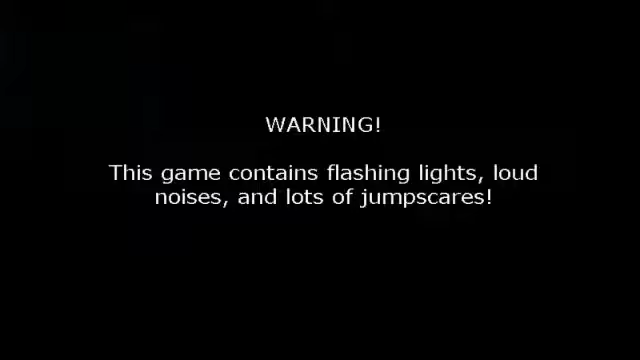 WARNING!
This game contains flashing lights, loud
noises, and lots of jumpscares!